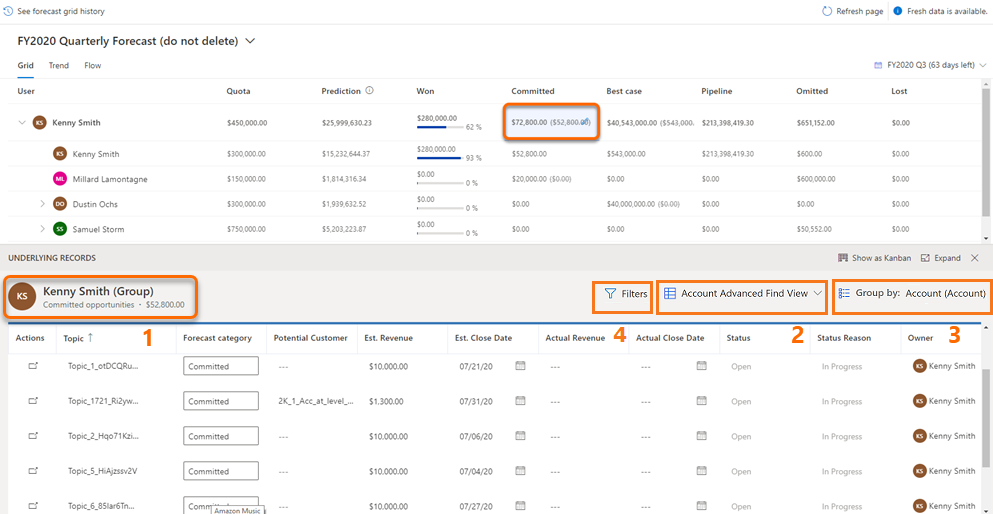 See forecast grid history Refresh page Fresh data is available.
FY2020 Quarterly Forecast (do not delete)
Grid Trend Flow FY2020 Q3 (63 days left)
User Quota Prediction Won Committed Best case Pipeline Omitted Lost
KS Kenny Smith $450,000.00 $25,999,630.23 $280,000.00 62 % $72,800.00 ($52,800.00) $40,543,000.00 ($543,000. $213,398,419.30 $651,152.00 $0.00
KS Kenny Smith $300,000.00 $15,232,644.37 $280,000.00 93 % $52,800.00 $543,000.00 $213,398,419.30 $600.00 $0.00
ML Millard Lamontagne $150,000.00 $1,814,316.34 $0.00 0 % $20,000.00 ($0.00) $0.00 $0.00 $600,000.00 $0.00
DO Dustin Ochs $300,000.00 $1,939,632.52 $0.00 0 % $0.00 $40,000,000.00 ($0.00) $0.00 $0.00 $0.00
SS Samuel Storm $750,000.00 $5,203,223.87 $0.00 0 % $0.00 $0.00 $0.00 $50,552.00 $0.00
UNDERLYING RECORDS Show as Kanban Expand
KS Kenny Smith (Group) Filters Account Advanced Find View Group by: Account (Account)
Committed opportunities • $52,800.00
1 4 2 3
Actions Topic ↑ Forecast category Potential Customer Est. Revenue Est. Close Date Actual Revenue Actual Close Date Status Status Reason Owner
Topic_1_otDCQRu... Committed --- $10,000.00 07/21/20 --- --- Open In Progress KS Kenny Smith
Topic_1721_Ri2yw... Committed 2K_1_Acc_at_level_... $1,300.00 07/31/20 --- --- Open In Progress KS Kenny Smith
Topic_2_Hqo71Kzi... Committed --- $10,000.00 07/06/20 --- --- Open In Progress KS Kenny Smith
Topic_5_HiAjzssv2V Committed --- $10,000.00 07/04/20 --- --- Open In Progress KS Kenny Smith
Topic_6_85lar6Tn... --- $10,000.00 07/27/20 --- --- Open In Progress KS Kenny Smith
Amazon Music